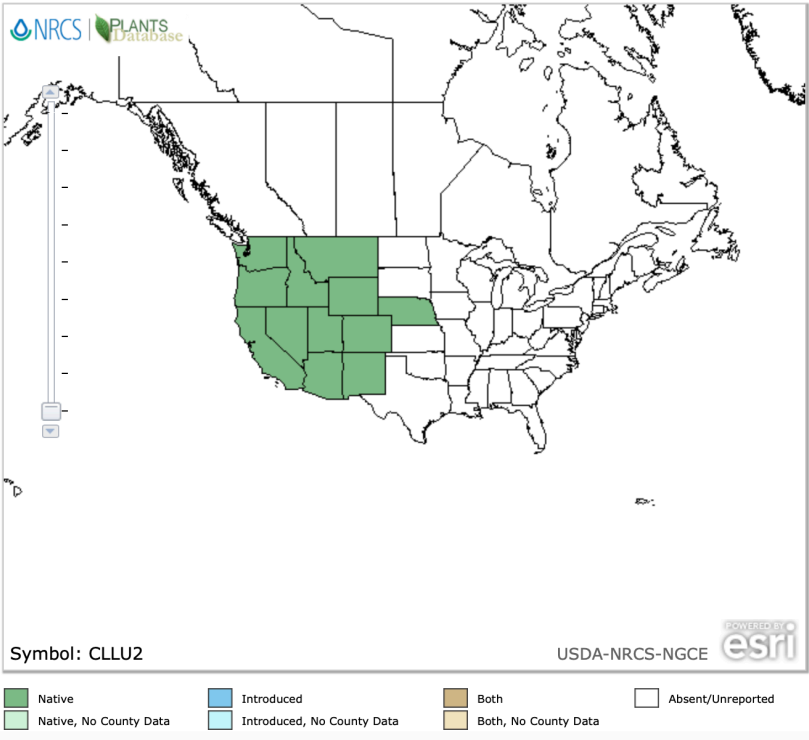 NRCS | PLANTS
Database
POWERED BY
esri
Symbol: CLLU2
USDA-NRCS-NGCE
Native
Introduced
Both
Absent/Unreported
Native, No County Data
Introduced, No County Data
Both, No County Data